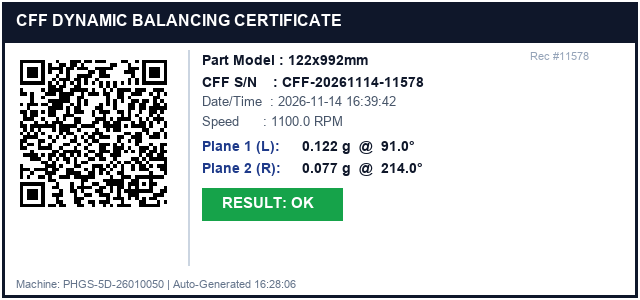 CFF DYNAMIC BALANCING CERTIFICATE
Rec #11578
Part Model : 122x992mm
CFF S/N : CFF-20261114-11578
Date/Time : 2026-11-14 16:39:42
Speed : 1100.0 RPM
Plane 1 (L): 0.122 g @ 91.0°
Plane 2 (R): 0.077 g @ 214.0°
RESULT: OK
Machine: PHGS-5D-26010050 | Auto-Generated 16:28:06